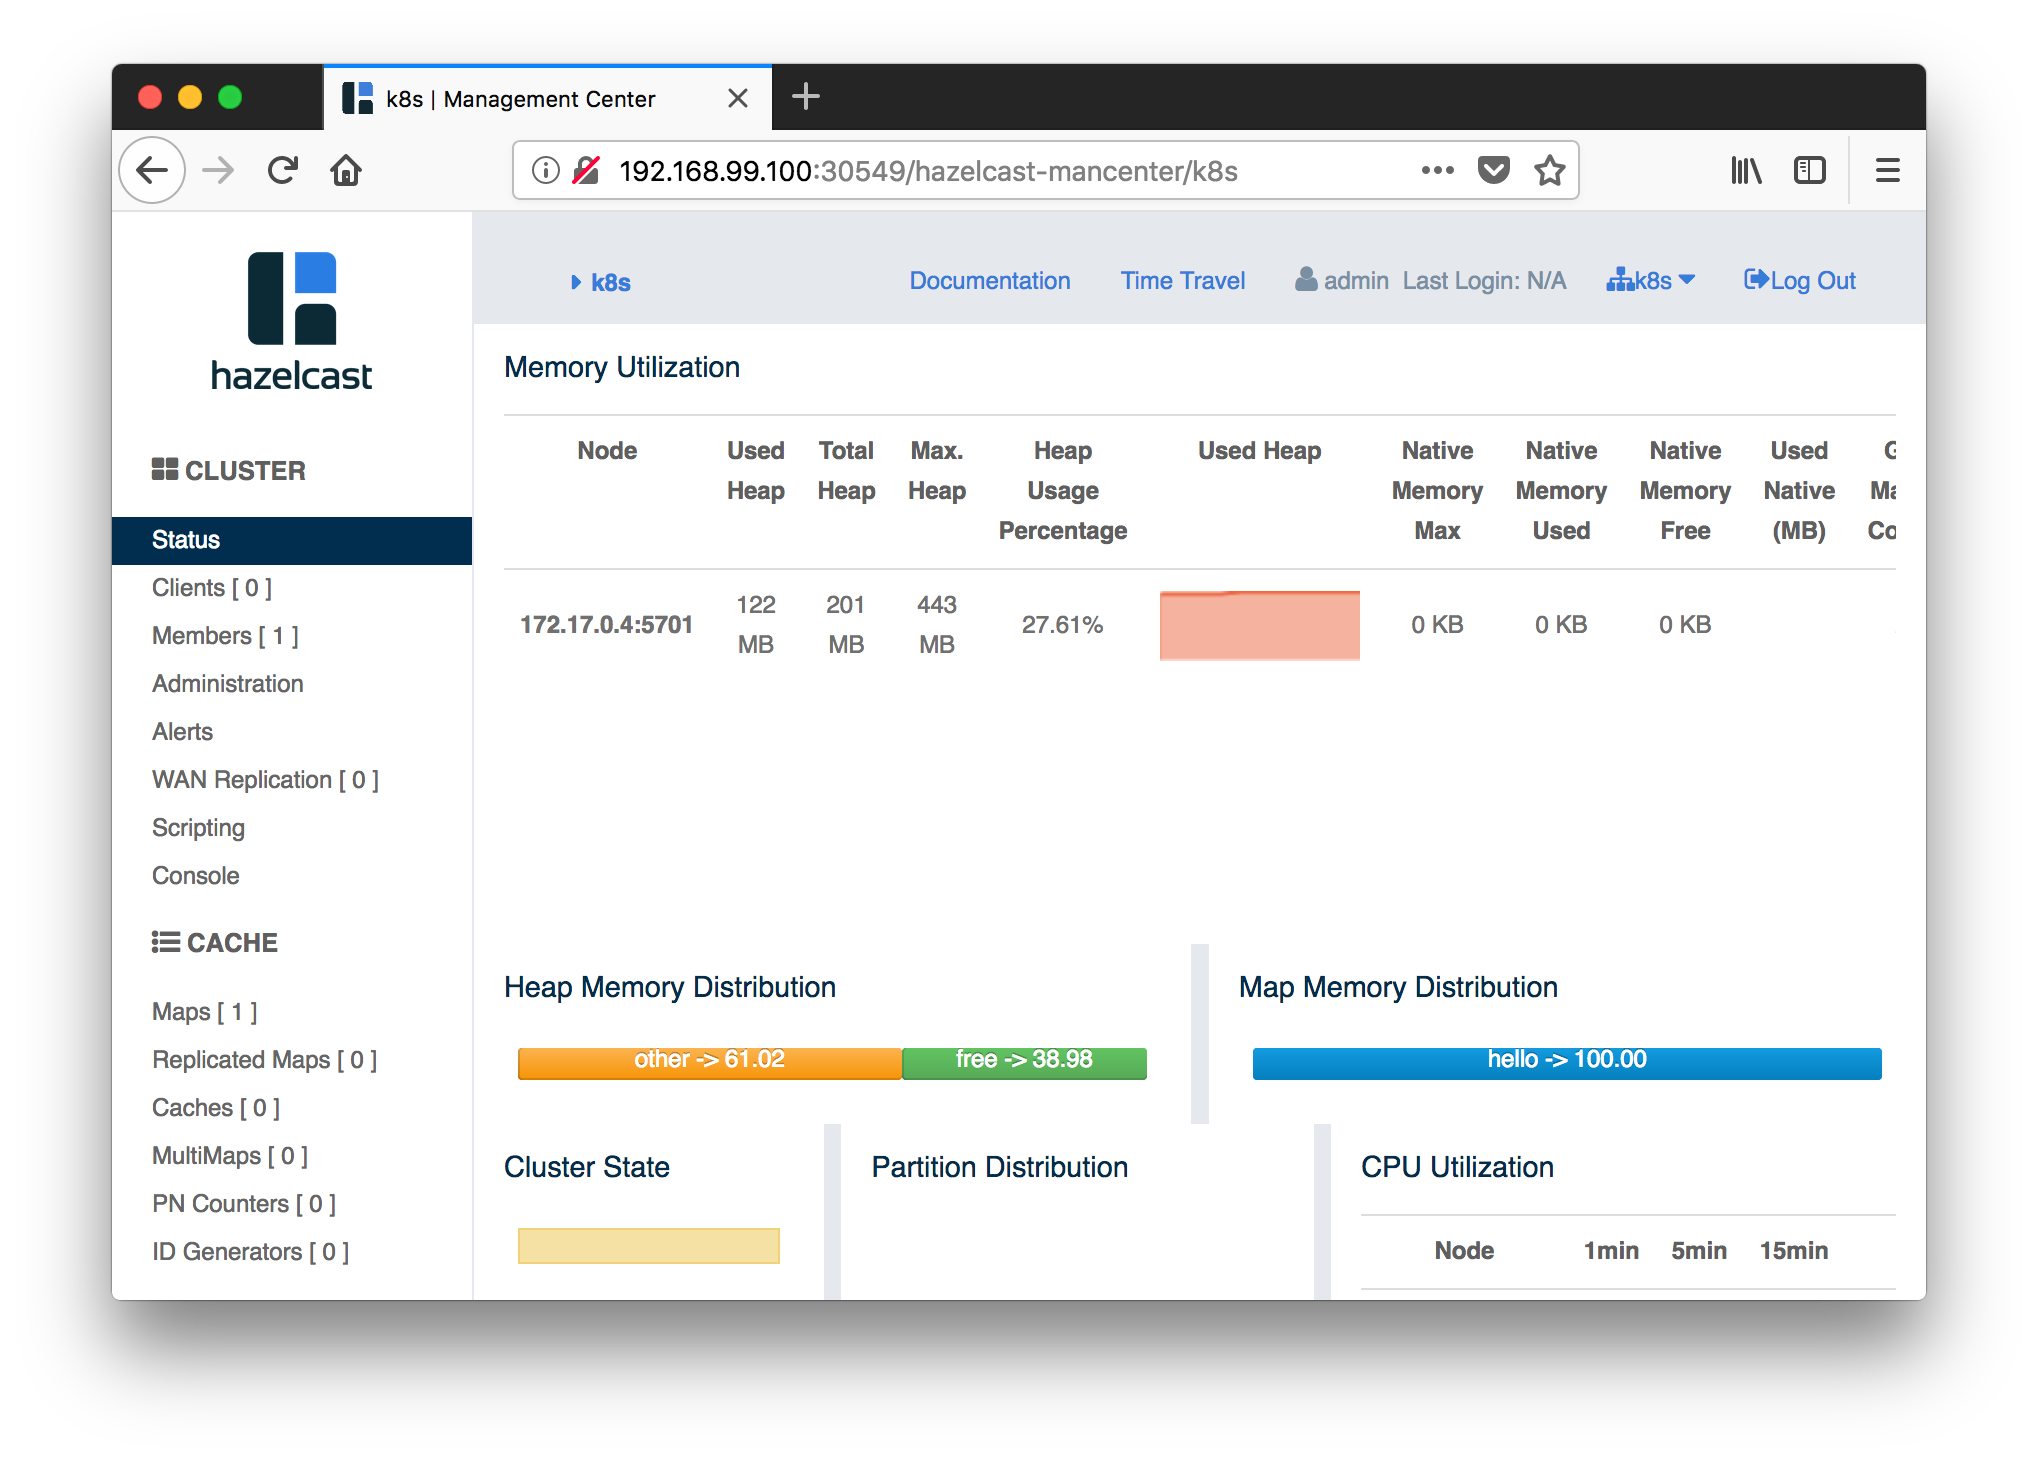 k8s | Management Center
192.168.99.100:30549/hazelcast-mancenter/k8s
hazelcast
k8s
Documentation
Time Travel
admin Last Login: N/A
k8s
Log Out
CLUSTER
Status
Clients [ 0 ]
Members [ 1 ]
Administration
Alerts
WAN Replication [ 0 ]
Scripting
Console
CACHE
Maps [ 1 ]
Replicated Maps [ 0 ]
Caches [ 0 ]
MultiMaps [ 0 ]
PN Counters [ 0 ]
ID Generators [ 0 ]
Memory Utilization
Node
Used Heap
Total Heap
Max. Heap
Heap Usage Percentage
Used Heap
Native Memory Max
Native Memory Used
Native Memory Free
Used Native (MB)
172.17.0.4:5701
122 MB
201 MB
443 MB
27.61%
0 KB
0 KB
0 KB
Heap Memory Distribution
other -> 61.02
free -> 38.98
Map Memory Distribution
hello -> 100.00
Cluster State
Partition Distribution
CPU Utilization
Node 1min 5min 15min